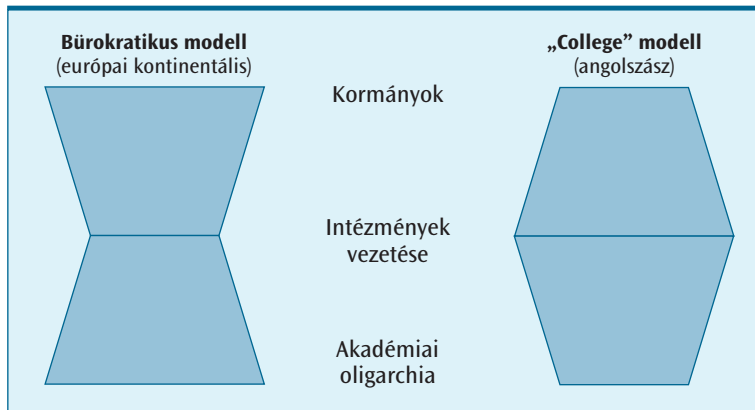 Bürokratikus modell
(európai kontinentális)
Kormányok
Intézmények
vezetése
Akadémiai
oligarchia
„College” modell
(angolszász)